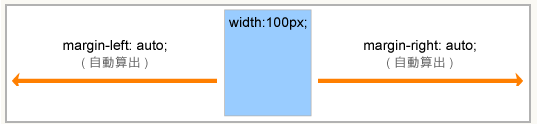 width:100px;
margin-left: auto;
(自動算出)
margin-right: auto;
(自動算出)